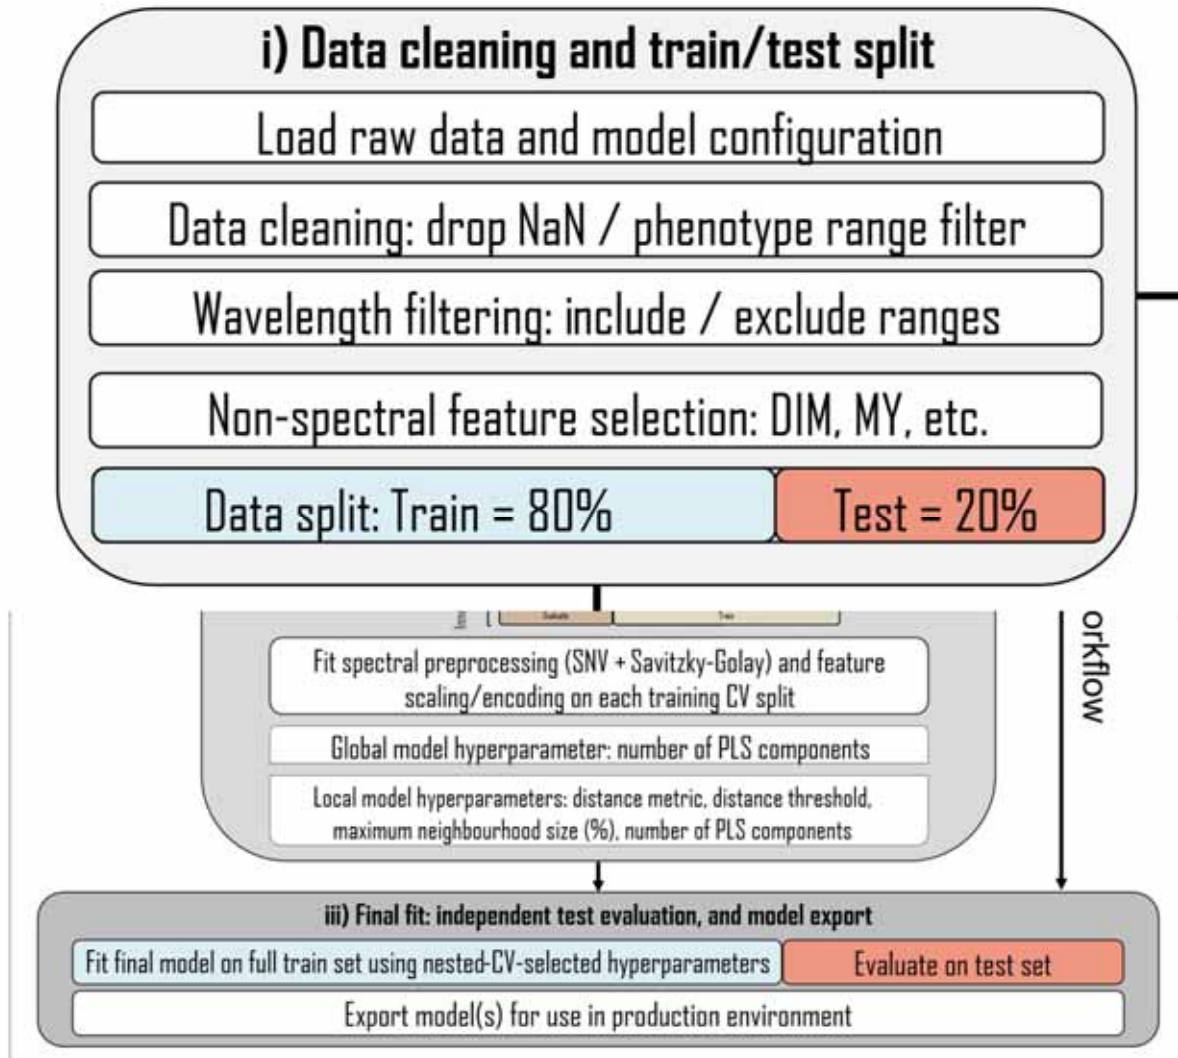 i) Data cleaning and train/test split
Load raw data and model configuration
Data cleaning: drop NaN / phenotype range filter
Wavelength filtering: include / exclude ranges
Non-spectral feature selection: DIM, MY, etc.
Data split: Train = 80%
Test = 20%
orkflow
Fit spectral preprocessing (SNV + Savitzky-Golay) and feature
scaling/encoding on each training CV split
Global model hyperparameter: number of PLS components
Local model hyperparameters: distance metric, distance threshold,
maximum neighbourhood size (%), number of PLS components
iii) Final fit: independent test evaluation, and model export
Fit final model on full train set using nested-CV-selected hyperparameters
Evaluate on test set
Export model(s) for use in production environment